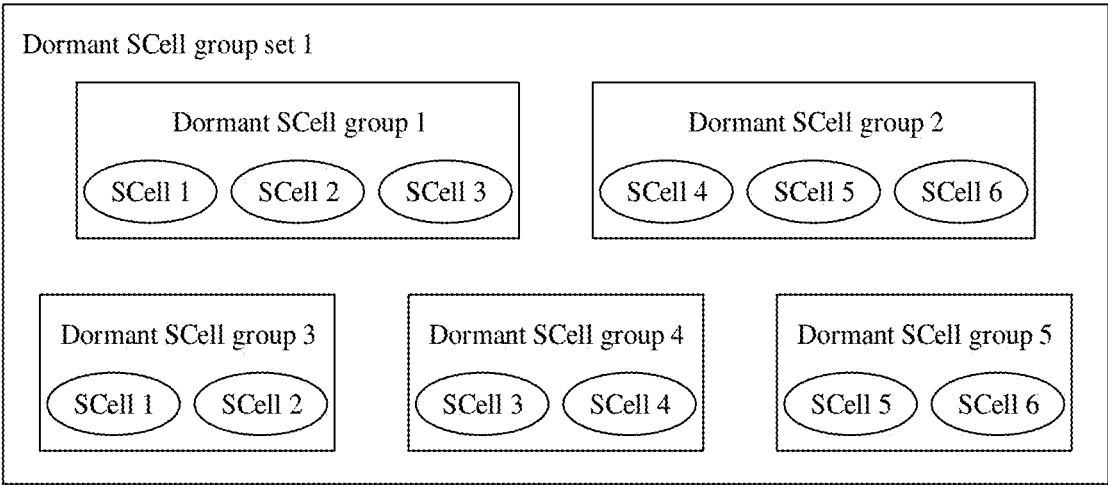 Dormant SCell group set 1
Dormant SCell group 1
SCell 1 SCell 2 SCell 3
Dormant SCell group 2
SCell 4 SCell 5 SCell 6
Dormant SCell group 3
SCell 1 SCell 2
Dormant SCell group 4
SCell 3 SCell 4
Dormant SCell group 5
SCell 5 SCell 6